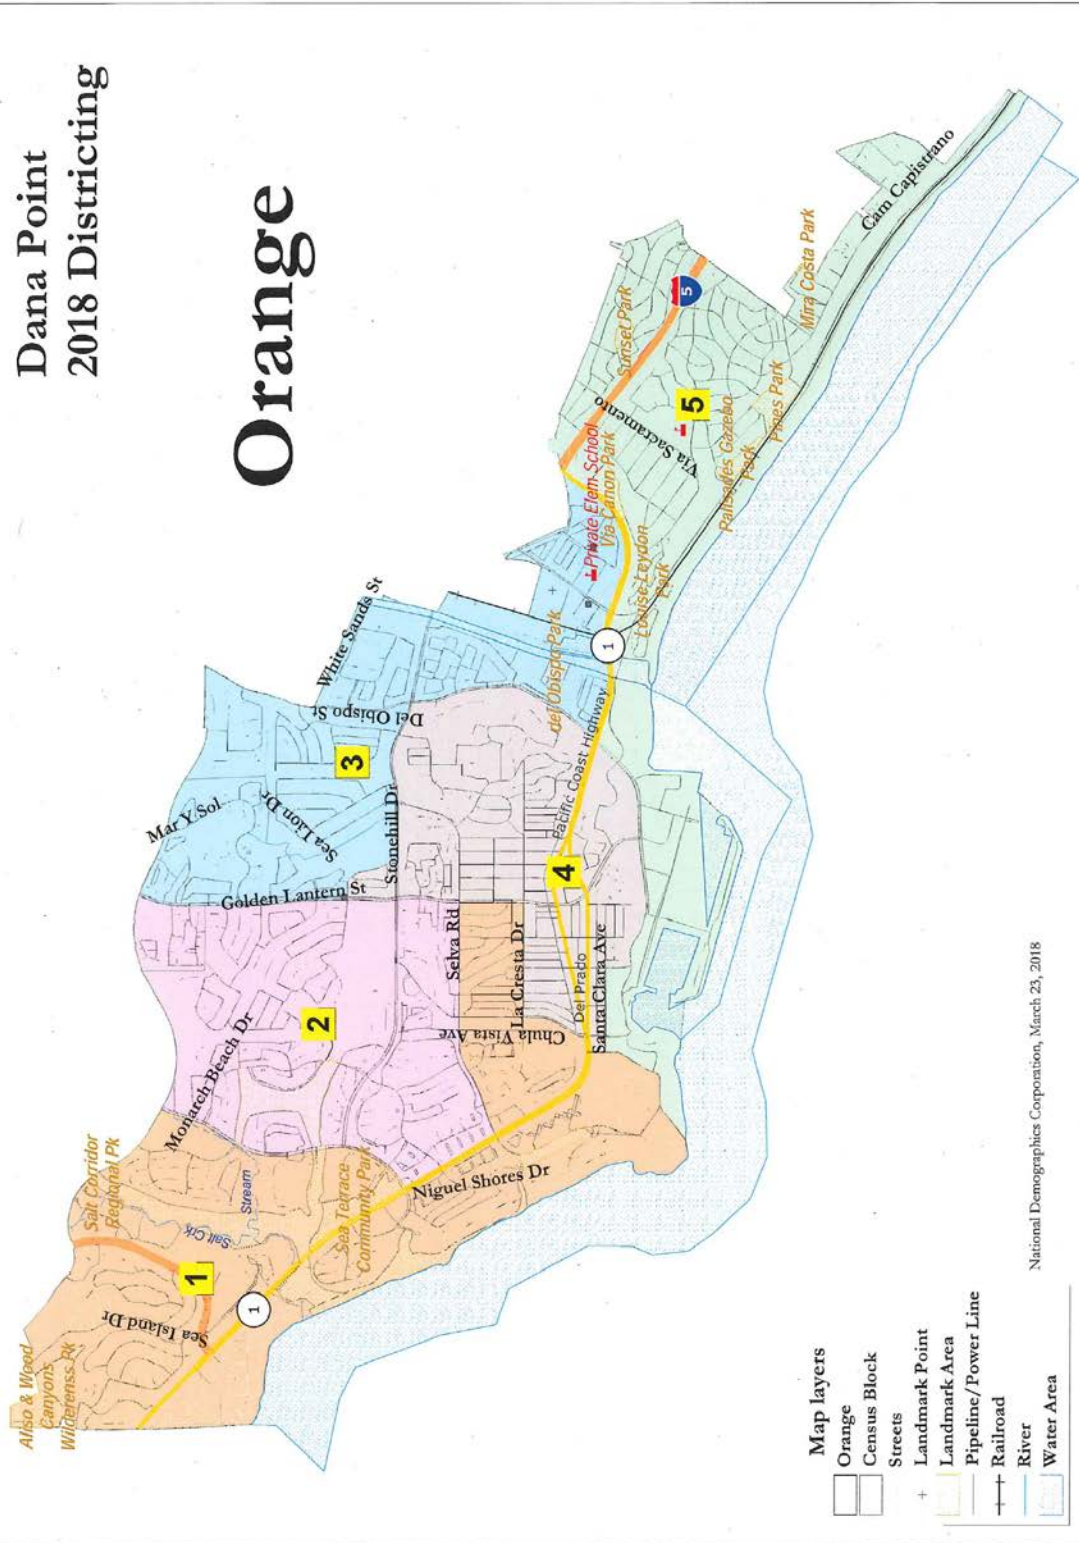 Dana Point
2018 Districting
Orange
Aliso & Wood
Canyons
Wilderenss Pk
Salt Corridor
Regional Pk
Sea Island Dr
1
Salt Crk
Stream
1
Monarch Beach Dr
Sea Terrace
Community Park
Niguel Shores Dr
2
Golden Lantern St
Mar Y Sol
Sea Lion Dr
3
Del Obispo St
White Sands St
Stonehill Dr
Selva Rd
La Cresta Dr
Chula Vista Ave
Del Prado
Santa Clara Ave
4
Pacific Coast Highway
del Obispo Park
1
Louise Leydon
Park
Private Elem School
Via Canon Park
Via Sacramento
Sunset Park
5
5
Palisades Gazebo
Park
Pines Park
Mira Costa Park
Cam Capistrano
Map layers
Orange
Census Block
Streets
Landmark Point
Landmark Area
Pipeline/Power Line
Railroad
River
Water Area
National Demographics Corporation, March 23, 2018